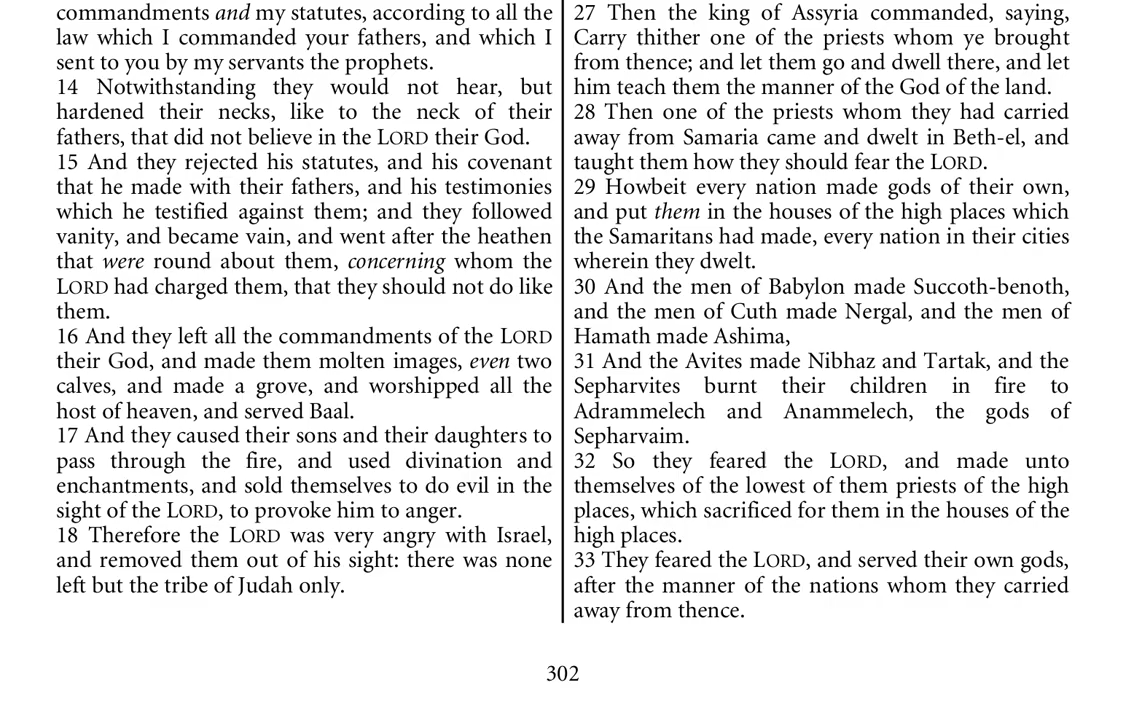 commandments and my statutes, according to all the
law which I commanded your fathers, and which I
sent to you by my servants the prophets.
14 Notwithstanding they would not hear, but
hardened their necks, like to the neck of their
fathers, that did not believe in the LORD their God.
15 And they rejected his statutes, and his covenant
that he made with their fathers, and his testimonies
which he testified against them; and they followed
vanity, and became vain, and went after the heathen
that were round about them, concerning whom the
LORD had charged them, that they should not do like
them.
16 And they left all the commandments of the LORD
their God, and made them molten images, even two
calves, and made a grove, and worshipped all the
host of heaven, and served Baal.
17 And they caused their sons and their daughters to
pass through the fire, and used divination and
enchantments, and sold themselves to do evil in the
sight of the LORD, to provoke him to anger.
18 Therefore the LORD was very angry with Israel,
and removed them out of his sight: there was none
left but the tribe of Judah only.
27 Then the king of Assyria commanded, saying,
Carry thither one of the priests whom ye brought
from thence; and let them go and dwell there, and let
him teach them the manner of the God of the land.
28 Then one of the priests whom they had carried
away from Samaria came and dwelt in Beth-el, and
taught them how they should fear the LORD.
29 Howbeit every nation made gods of their own,
and put them in the houses of the high places which
the Samaritans had made, every nation in their cities
wherein they dwelt.
30 And the men of Babylon made Succoth-benoth,
and the men of Cuth made Nergal, and the men of
Hamath made Ashima,
31 And the Avites made Nibhaz and Tartak, and the
Sepharvites burnt their children in fire to
Adrammelech and Anammelech, the gods of
Sepharvaim.
32 So they feared the LORD, and made unto
themselves of the lowest of them priests of the high
places, which sacrificed for them in the houses of the
high places.
33 They feared the LORD, and served their own gods,
after the manner of the nations whom they carried
away from thence.
302